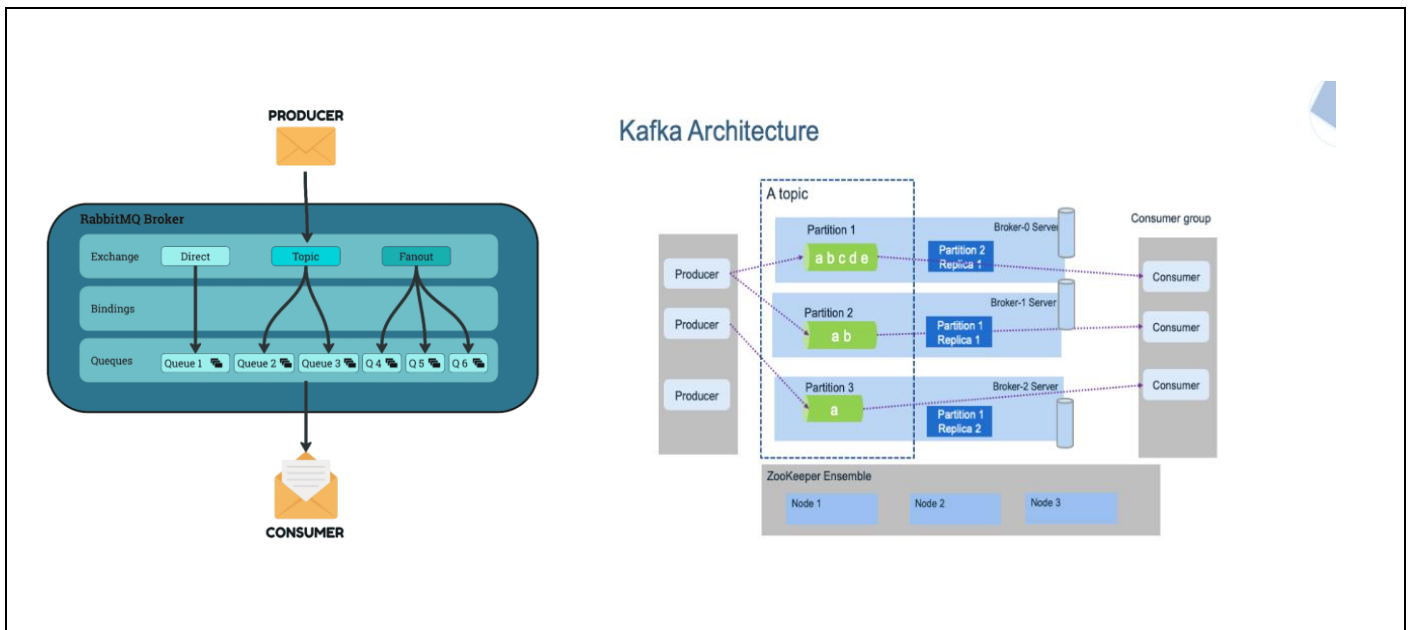 PRODUCER
RabbitMQ Broker
Exchange
Direct
Topic
Fanout
Bindings
Queques
Queue 1
Queue 2
Queue 3
Q 4
Q 5
Q 6
CONSUMER
Kafka Architecture
A topic
Consumer group
Producer
Producer
Producer
Partition 1
a b c d e
Broker-0 Server
Partition 2
Replica 1
Partition 2
a b
Broker-1 Server
Partition 1
Replica 1
Partition 3
a
Broker-2 Server
Partition 1
Replica 2
Consumer
Consumer
Consumer
ZooKeeper Ensemble
Node 1
Node 2
Node 3